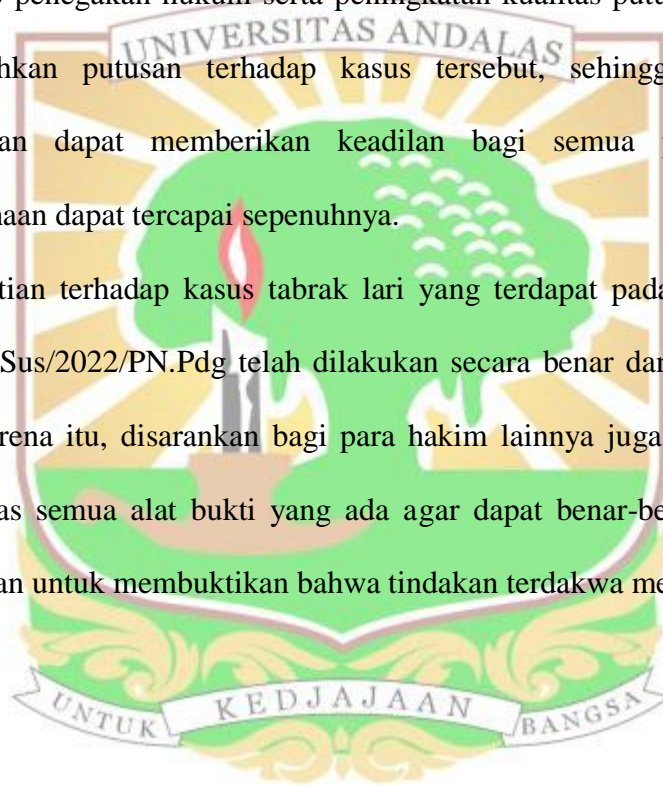 penegakan hukum serta peningkatan kualitas putu
UNIVERSITAS ANDALAS
hkan putusan terhadap kasus tersebut, sehingg
an dapat memberikan keadilan bagi semua
naan dapat tercapai sepenuhnya.
tian terhadap kasus tabrak lari yang terdapat pada
Sus/2022/PN.Pdg telah dilakukan secara benar dan
rena itu, disarankan bagi para hakim lainnya juga
as semua alat bukti yang ada agar dapat benar-be
an untuk membuktikan bahwa tindakan terdakwa me
UNTUK KEDJAJAAN BANGSA